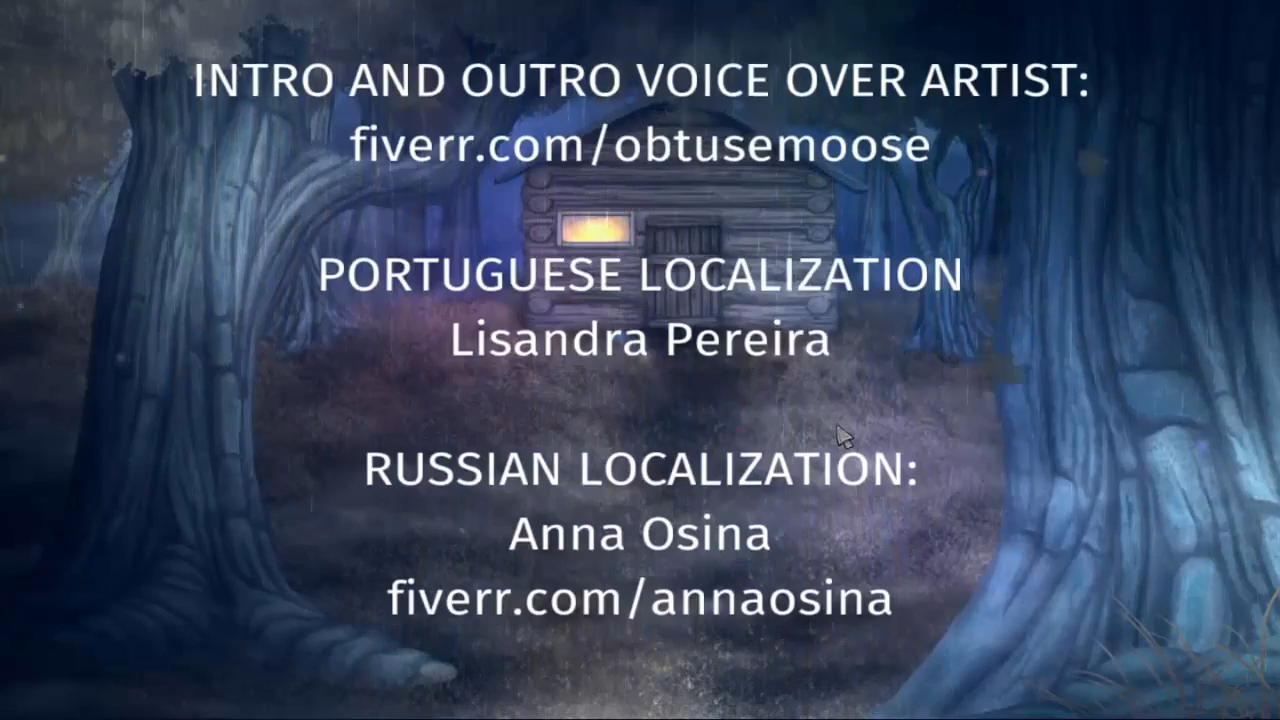 INTRO AND OUTRO VOICE OVER ARTIST:
fiverr.com/obtusemoose
PORTUGUESE LOCALIZATION
Lisandra Pereira
RUSSIAN LOCALIZATION:
Anna Osina
fiverr.com/annaosina